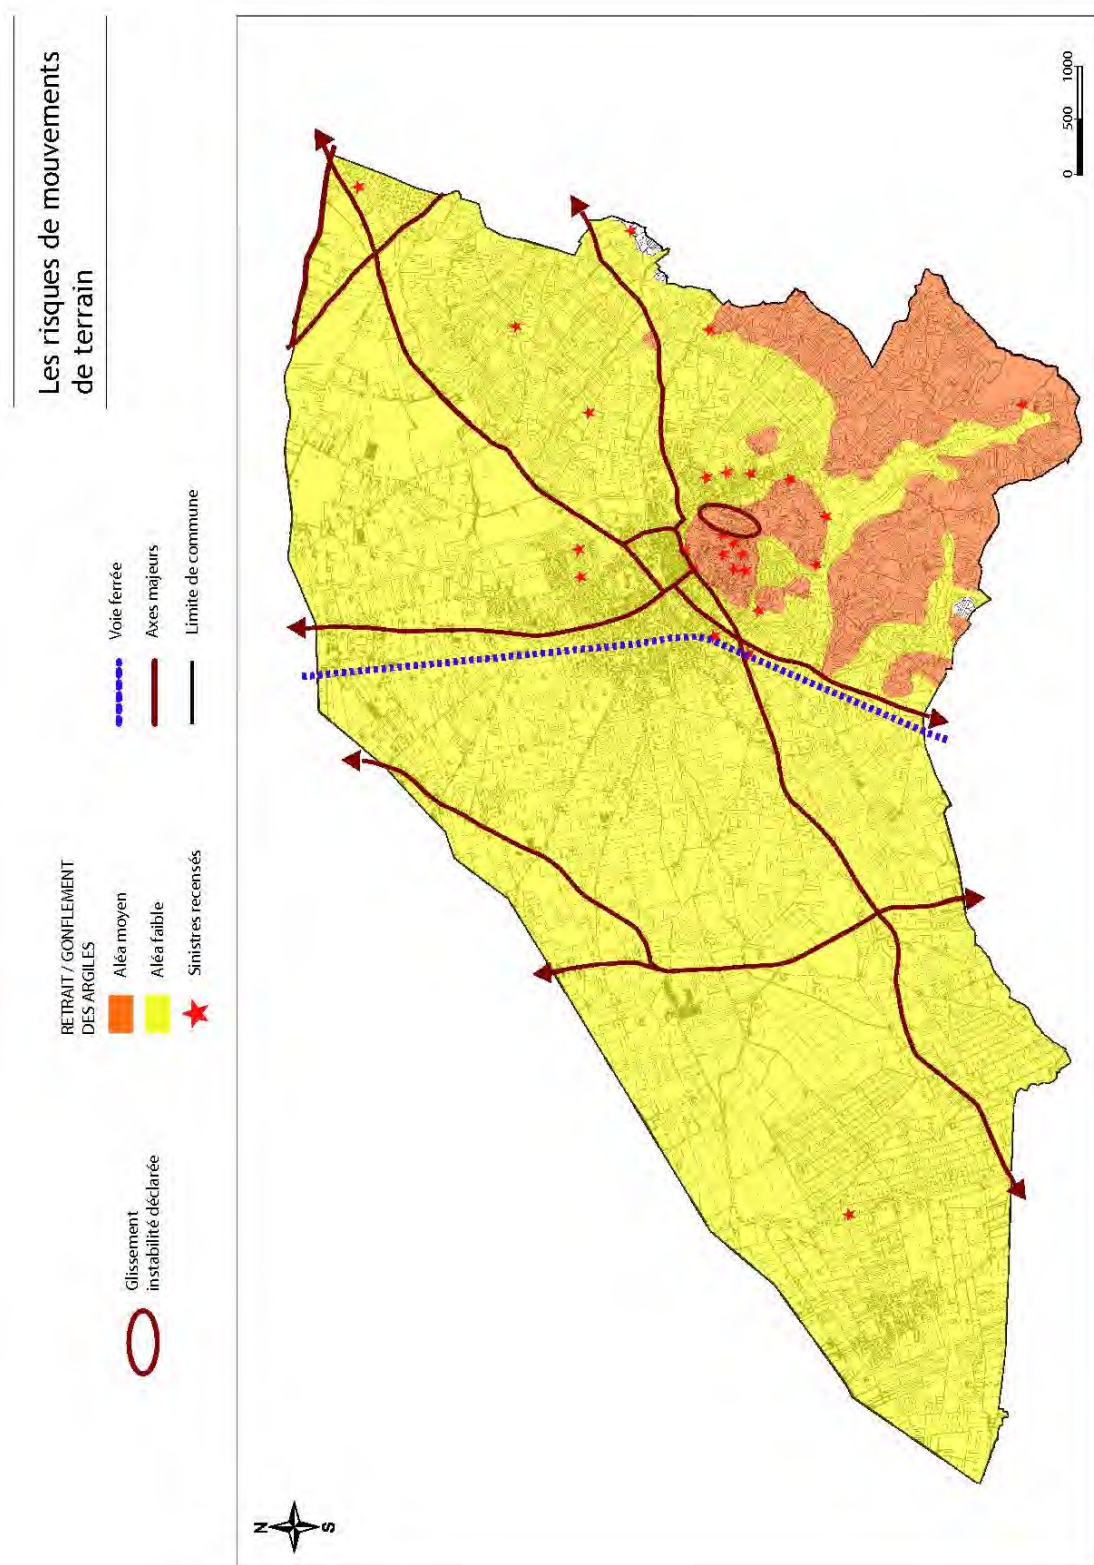 Les risques de mouvements
de terrain
RETRAIT / GONFLEMENT
DES ARGILES
Glissement
instabilité déclarée
Aléa moyen
Aléa faible
Sinistres recensés
Voie ferrée
Axes majeurs
Limite de commune
N
S
0 500 1000